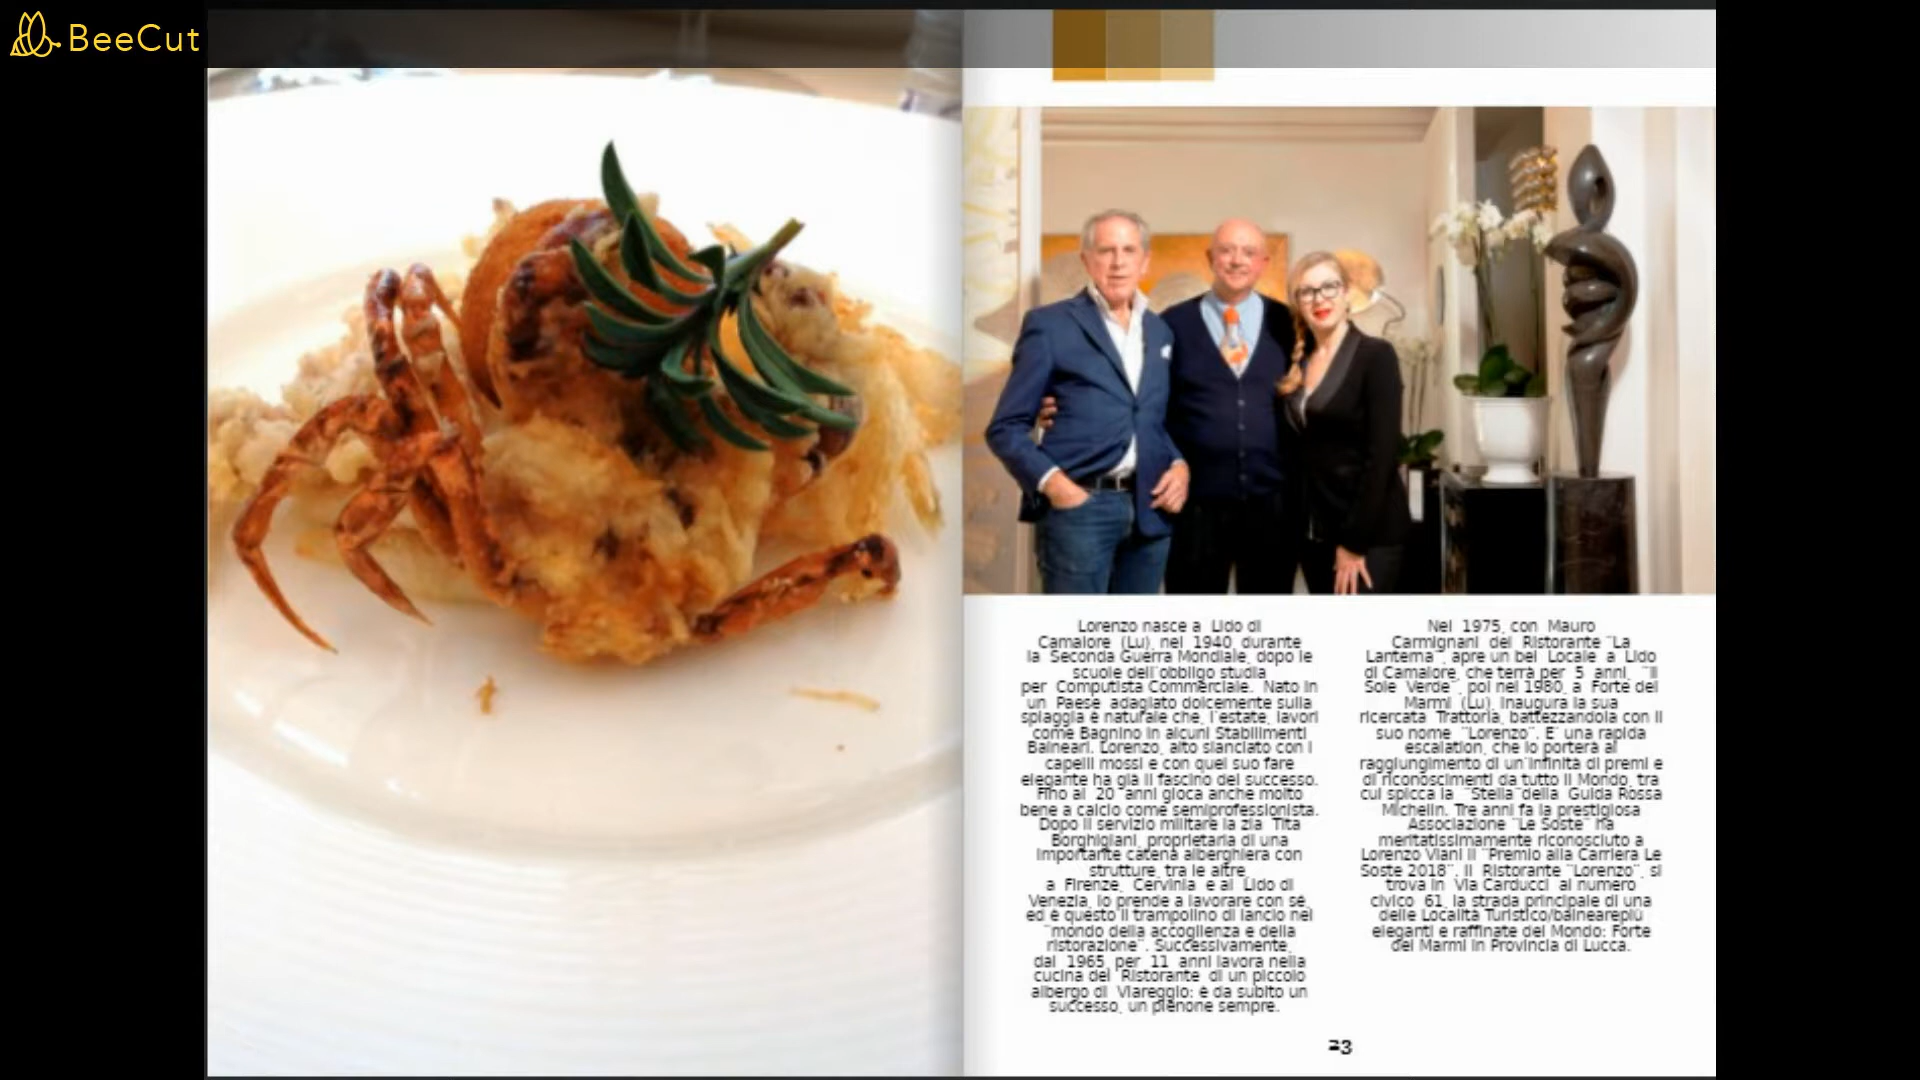 BeeCut
Lorenzo nasce a Lido di
Camaiore (Lu), nel 1940, durante
la Seconda Guerra Mondiale, dopo le
scuole dell'obbligo studia
per Computista Commerciale. Nato in
un Paese adagiato dolcemente sulla
spiaggia è naturale che, l'estate, lavori
come Bagnino in alcuni Stabilimenti
Balneari. Lorenzo, alto slanciato con i
capelli mossi e con quel suo fare
elegante ha già il fascino del successo.
Fino ai 20 anni gioca anche molto
bene a calcio come semiprofessionista.
Dopo il servizio militare la zia Tita
Borghigiani, proprietaria di una
importante catena alberghiera con
strutture, tra le altre,
a Firenze, Cervinia e al Lido di
Venezia, lo prende a lavorare con sé,
ed è questo il trampolino di lancio nel
"mondo della accoglienza e della
ristorazione". Successivamente,
dal 1965, per 11 anni lavora nella
cucina del Ristorante di un piccolo
albergo di Viareggio: è da subito un
successo, un pienone sempre.
Nel 1975, con Mauro
Carmignani del Ristorante "La
Lanterna", apre un bel Locale a Lido
di Camaiore, che terrà per 5 anni, "Il
Sole Verde", poi nel 1980, a Forte dei
Marmi (Lu), inaugura la sua
ricercata Trattoria, battezzandola con il
suo nome "Lorenzo". E' una rapida
escalation, che lo porterà al
raggiungimento di un'infinità di premi e
di riconoscimenti da tutto il Mondo, tra
cui spicca la "Stella"della Guida Rossa
Michelin. Tre anni fa la prestigiosa
Associazione "Le Soste" ha
meritatissimamente riconosciuto a
Lorenzo Viani il "Premio alla Carriera Le
Soste 2018". Il Ristorante "Lorenzo", si
trova in Via Carducci al numero
civico 61, la strada principale di una
delle Località Turistico/balnearepiù
eleganti e raffinate del Mondo: Forte
dei Marmi in Provincia di Lucca.
23